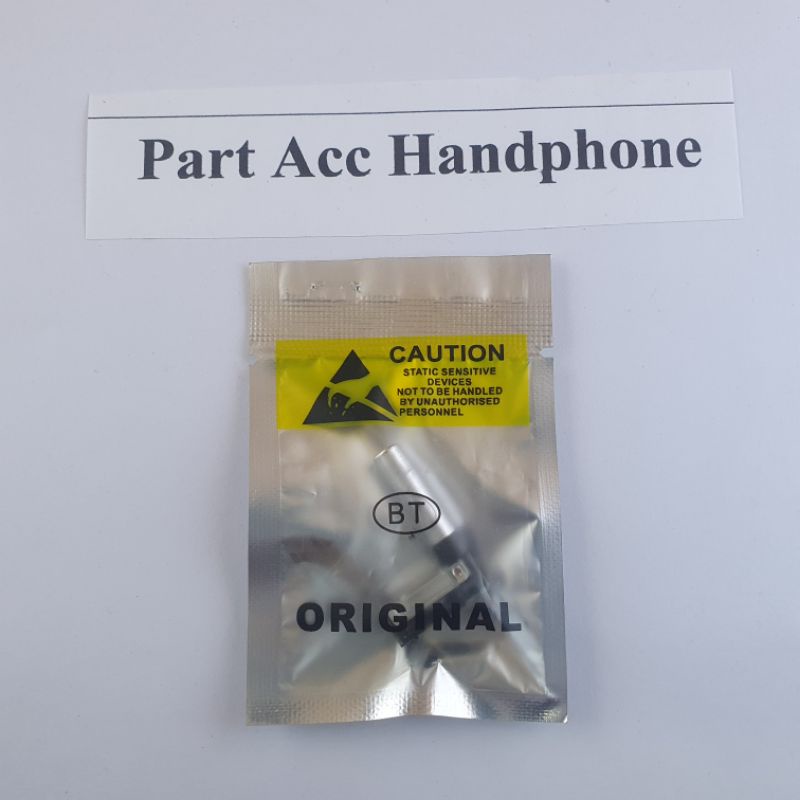 Part Acc Handphone
CAUTION
STATIC SENSITIVE
DEVICES
NOT TO BE HANDLED
BY UNAUTHORISED
PERSONNEL
BT
ORIGINAL